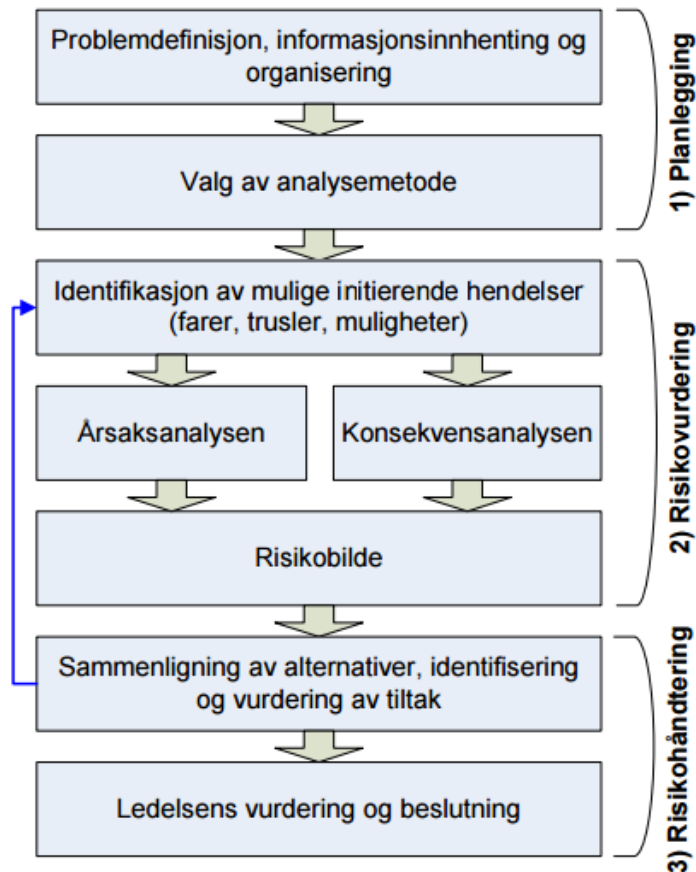 Problemdefinisjon, informasjonsinnhenting og
organisering
Valg av analysemetode
1) Planlegging
Identifikasjon av mulige initierende hendelser
(farer, trusler, muligheter)
Årsaksanalysen
Konsekvensanalysen
Risikobilde
2) Risikovurdering
Sammenligning av alternativer, identifisering
og vurdering av tiltak
Ledelsens vurdering og beslutning
3) Risikohåndtering